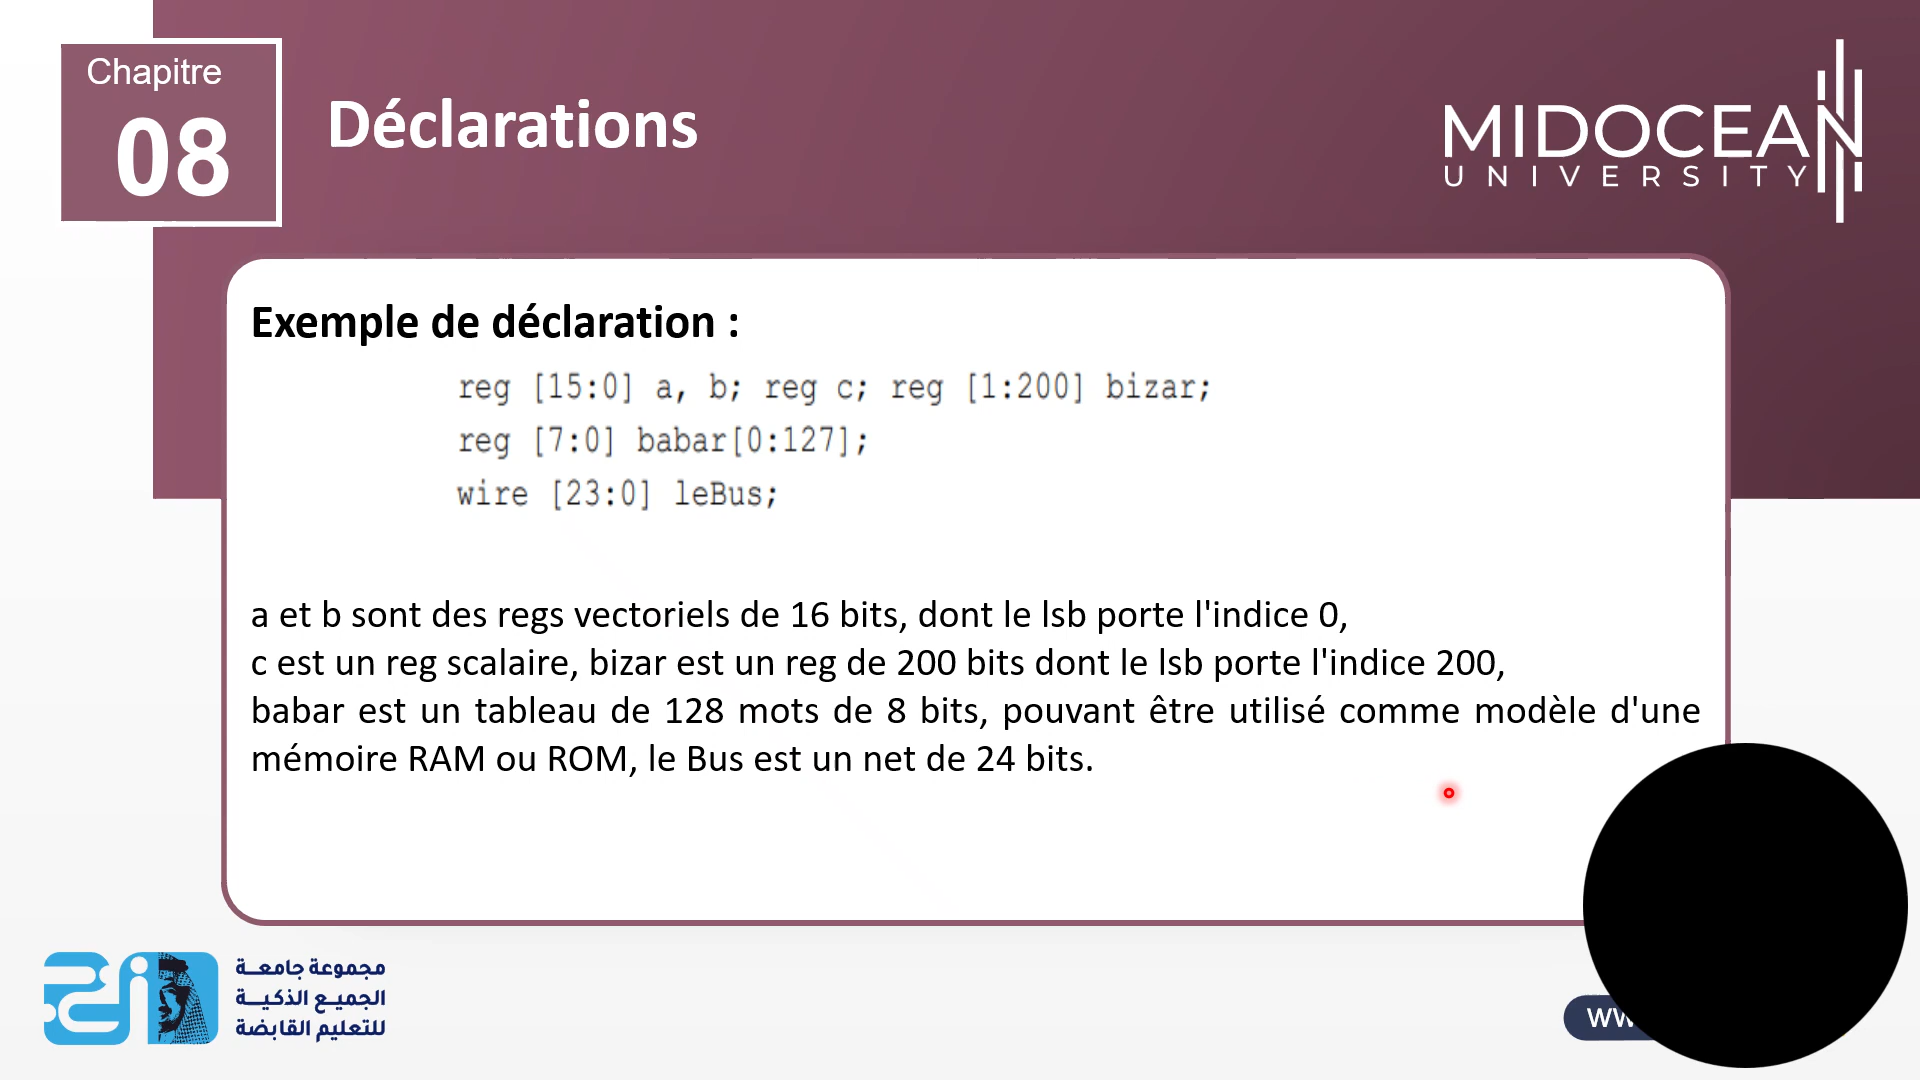 Chapitre
08
Déclarations
MIDOCEAN
UNIVERSITY
Exemple de déclaration :
reg [15:0] a, b; reg c; reg [1:200] bizar;
reg [7:0] babar[0:127];
wire [23:0] leBus;
a et b sont des regs vectoriels de 16 bits, dont le lsb porte l'indice 0,
c est un reg scalaire, bizar est un reg de 200 bits dont le lsb porte l'indice 200,
babar est un tableau de 128 mots de 8 bits, pouvant être utilisé comme modèle d'une
mémoire RAM ou ROM, le Bus est un net de 24 bits.
مجموعة جامعة
الجميع الذكية
للتعليم القابضة